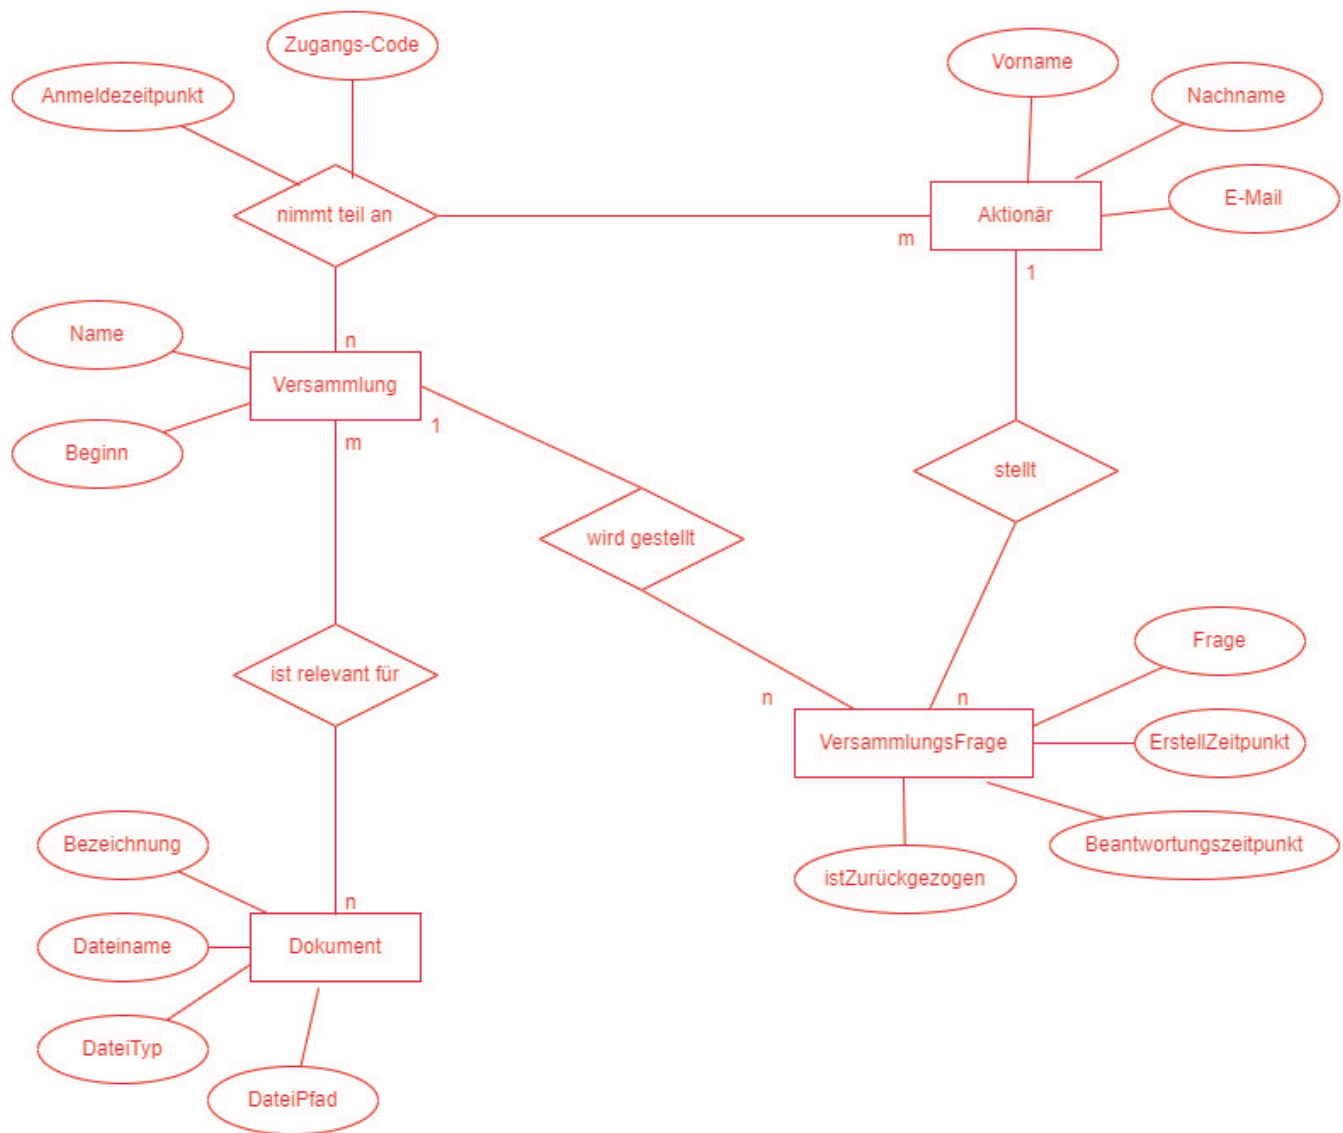 Zugangs-Code
Vorname
Anmeldezeitpunkt
Nachname
E-Mail
nimmt teil an
Aktionär
m
1
Name
n
Versammlung
1
m
Beginn
stellt
wird gestellt
Frage
ist relevant für
n
n
VersammlungsFrage
ErstellZeitpunkt
Bezeichnung
Beantwortungszeitpunkt
istZurückgezogen
n
Dateiname
Dokument
DateiTyp
DateiPfad